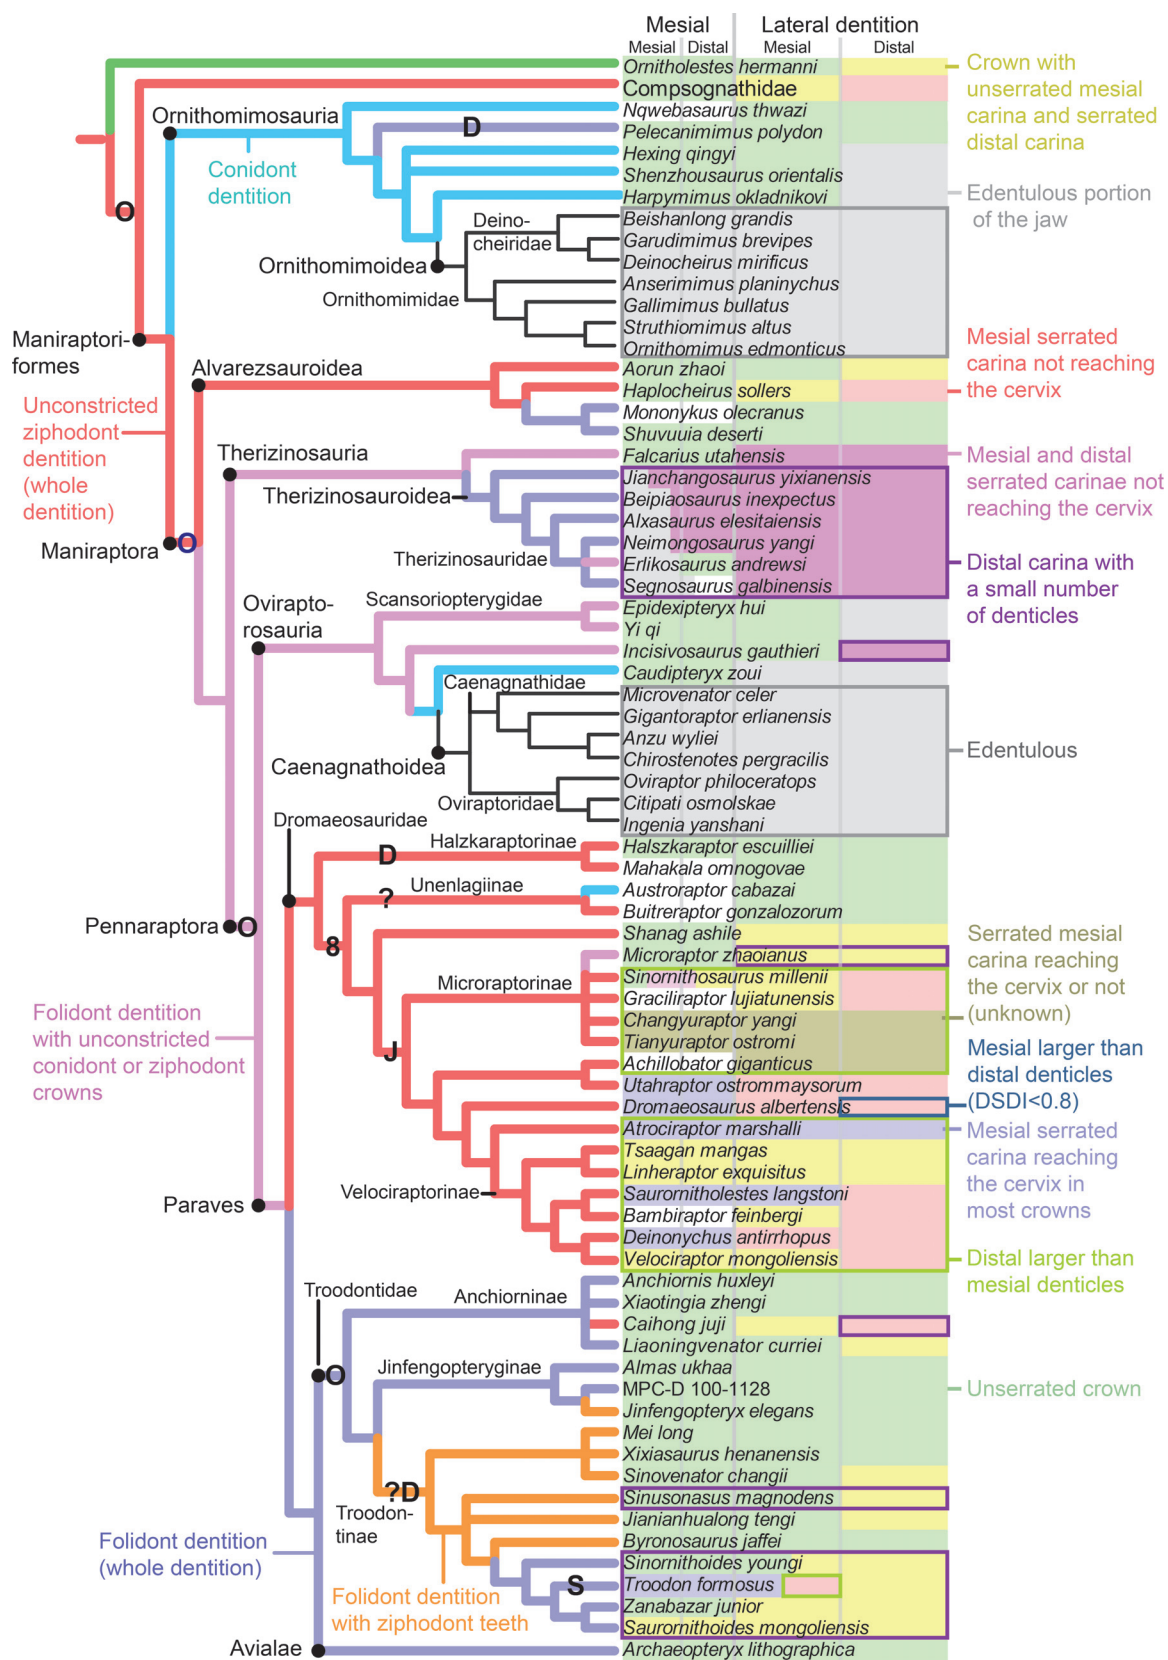 Mesial
Lateral dentition
Mesial
Distal
Mesial
Distal
Ornitholestes hermanni
Compsognathidae
Nqwebasaurus thwazi
Pelecanimimus polydon
Hexing qingyi
Shenzhousaurus orientalis
Harpymimus okladnikovi
Beishanlong grandis
Garudimimus brevipes
Deinocheirus mirificus
Anserimimus planinychus
Gallimimus bullatus
Struthiomimus altus
Ornithomimus edmonticus
Aorun zhaoi
Haplocheirus sollers
Mononykus olecranus
Shuvuuia deserti
Falcarius utahensis
Jianchangosaurus yixianensis
Beipiaosaurus inexpectus
Alxasaurus elesitaiensis
Neimongosaurus yangi
Erlikosaurus andrewsi
Segnosaurus galbinensis
Epidexipteryx hui
Yi qi
Incisivosaurus gauthieri
Caudipteryx zoui
Microvenator celer
Gigantoraptor erlianensis
Anzu wyliei
Chirostenotes pergracilis
Oviraptor philoceratops
Citipati osmolskae
Ingenia yanshani
Halszkaraptor escuilliei
Mahakala omnogovae
Austroraptor cabazai
Buitreraptor gonzalozorum
Shanag ashile
Microraptor zhaoianus
Sinornithosaurus millenii
Graciliraptor lujiatunensis
Changyuraptor yangi
Tianyuraptor ostromi
Achillobator giganticus
Utahraptor ostrommaysorum
Dromaeosaurus albertensis
Atrociraptor marshalli
Tsaagan mangas
Linheraptor exquisitus
Saurornitholestes langstoni
Bambiraptor feinbergi
Deinonychus antirrhopus
Velociraptor mongoliensis
Anchiornis huxleyi
Xiaotingia zhengi
Caihong juji
Liaoningvenator curriei
Almas ukhaa
MPC-D 100-1128
Jinfengopteryx elegans
Mei long
Xixiasaurus henanensis
Sinovenator changii
Sinusonasus magnodens
Jianianhualong tengi
Byronosaurus jaffei
Sinornithoides youngi
Troodon formosus
Zanabazar junior
Saurornithoides mongoliensis
Archaeopteryx lithographica
Ornithomimosauria
Conidont
dentition
D
O
Deino-
cheiridae
Ornithomimoidea
Ornithomimidae
Maniraptori-
formes
Alvarezsauroidea
Unconstricted
ziphodont
dentition
(whole
dentition)
Therizinosauria
Therizinosauroidea
Maniraptora
O
Therizinosauridae
Scansoriopterygidae
Ovirapto-
rosauria
Caenagnathidae
Caenagnathoidea
Oviraptoridae
Dromaeosauridae
Halzkaraptorinae
D
Unenlagiinae
?
Pennaraptora
O
8
Microraptorinae
J
Folidont dentition
with unconstricted
conidont or ziphodont
crowns
Velociraptorinae
Paraves
Troodontidae
Anchiorninae
O
Jinfengopteryginae
?D
Troodon-
tinae
Folidont dentition
(whole dentition)
S
Folidont dentition
with ziphodont teeth
Avialae
Crown with
unserrated mesial
carina and serrated
distal carina
Edentulous portion
of the jaw
Mesial serrated
carina not reaching
the cervix
Mesial and distal
serrated carinae not
reaching the cervix
Distal carina with
a small number
of denticles
Edentulous
Serrated mesial
carina reaching
the cervix or not
(unknown)
Mesial larger than
distal denticles
(DSDI<0.8)
Mesial serrated
carina reaching
the cervix in
most crowns
Distal larger than
mesial denticles
Unserrated crown